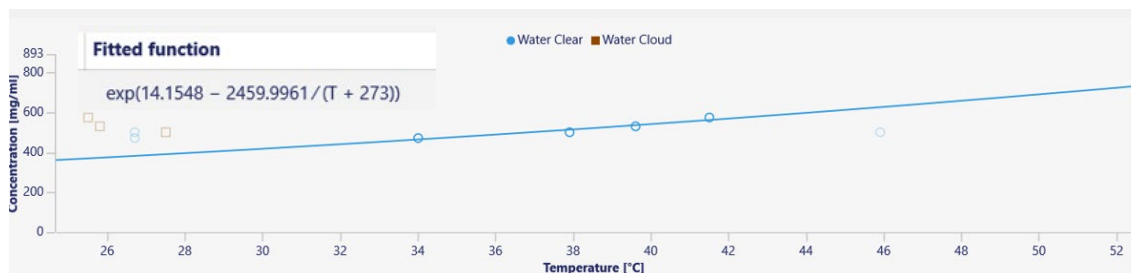 Fitted function
exp(14.1548 − 2459.9961/(T + 273))
Water Clear Water Cloud
Concentration [mg/ml]
893
800
600
400
200
0
26 28 30 32 34 36 38 40 42 44 46 48 50 52
Temperature [°C]